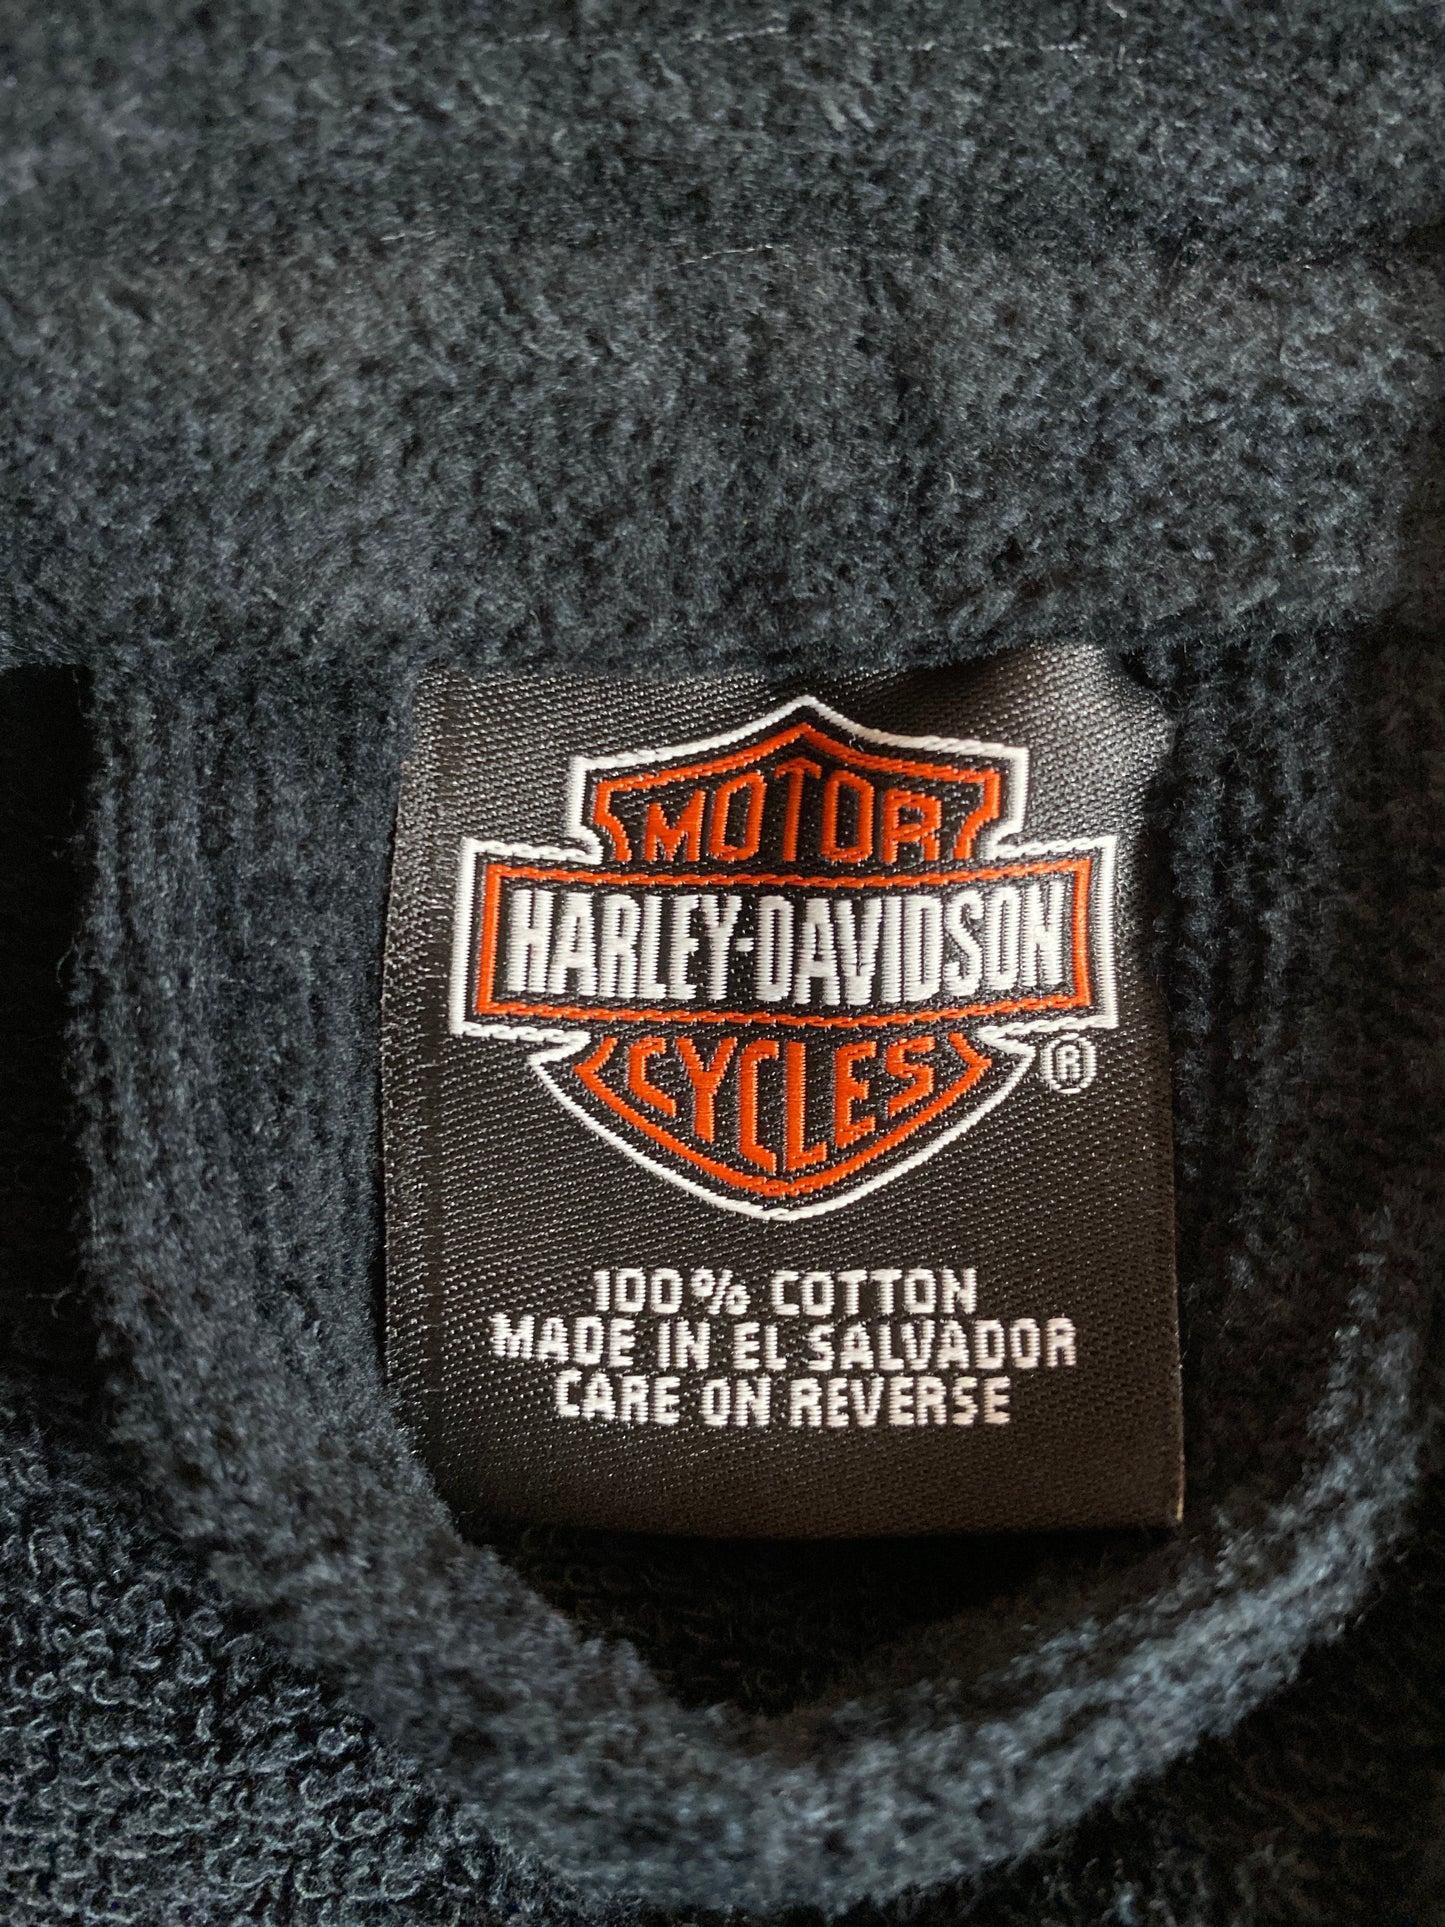 MOTOR
HARLEY-DAVIDSON
CYCLES
®
100% COTTON
MADE IN EL SALVADOR
CARE ON REVERSE